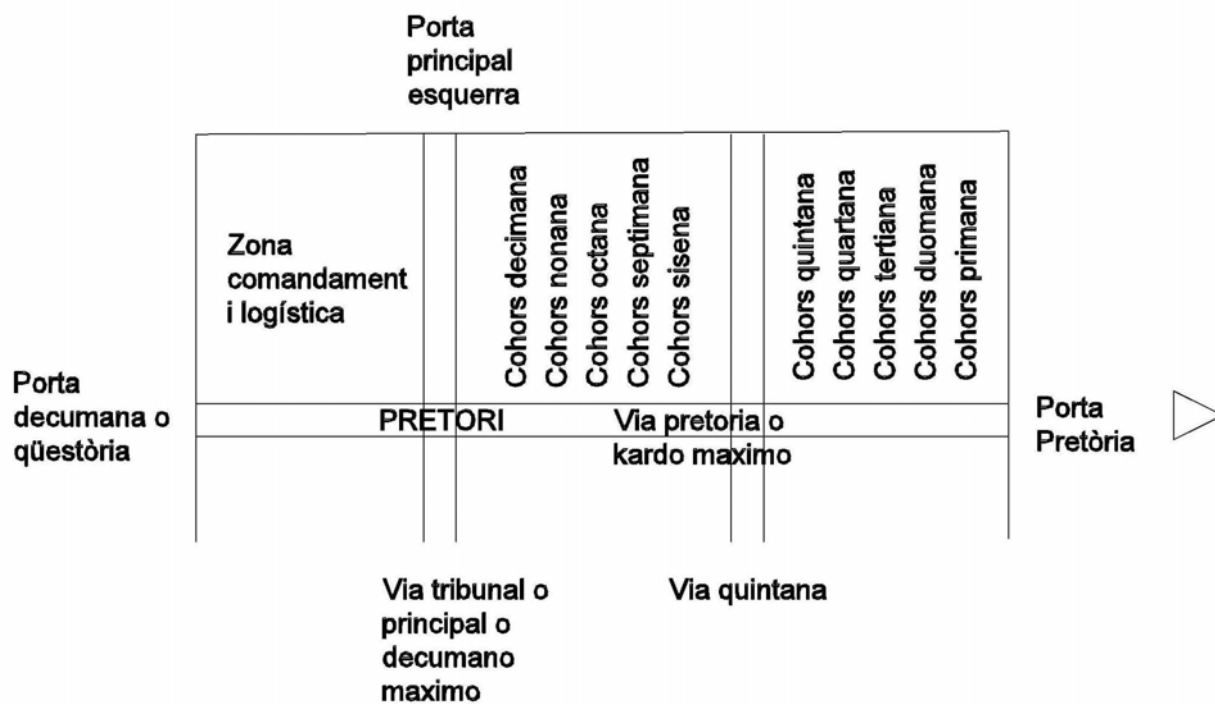 Porta
principal
esquerra
Zona
comandament
i logística
Cohors decimana
Cohors nonana
Cohors octana
Cohors septimana
Cohors sisena
Cohors quintana
Cohors quartana
Cohors tertiana
Cohors duomana
Cohors primana
Porta
decumana o
qüestòria
PRETORI
Via pretoria o
kardo maximo
Porta
Pretòria
Via tribunal o
principal o
decumano
maximo
Via quintana